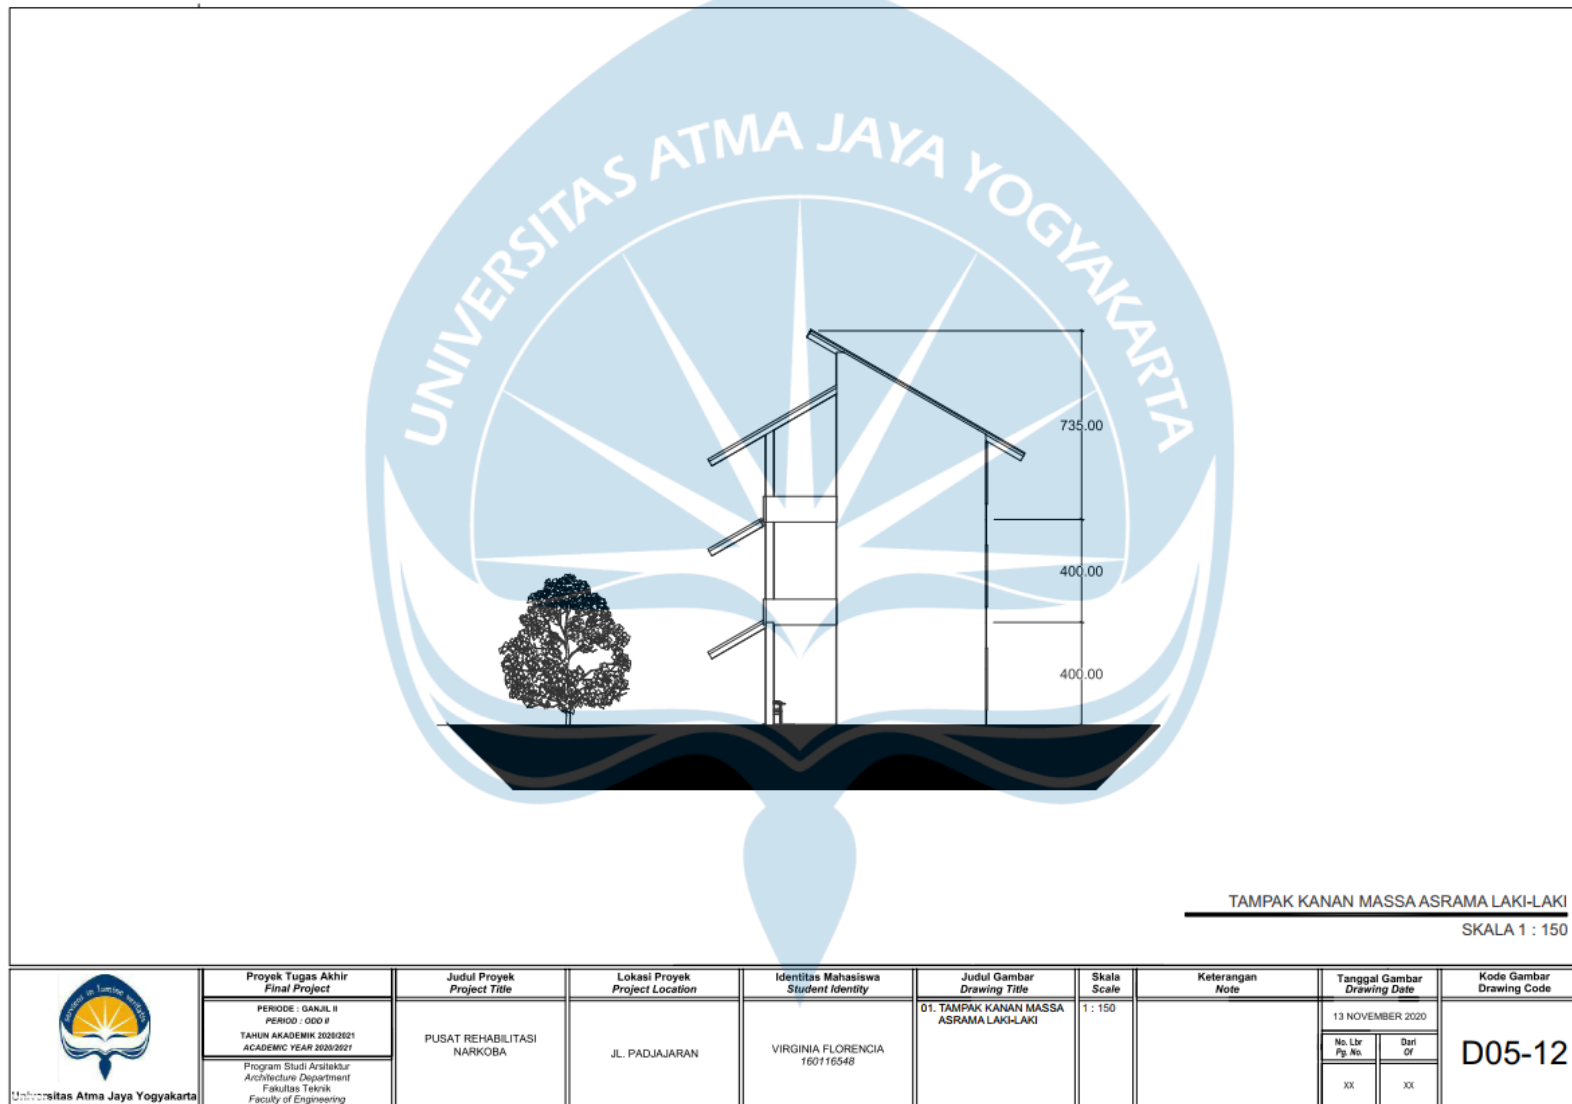 UNIVERSITAS ATMA JAYA YOGYAKARTA
735.00
400.00
400.00
TAMPAK KANAN MASSA ASRAMA LAKI-LAKI
SKALA 1 : 150
serviens in lumine veritatis
Universitas Atma Jaya Yogyakarta
Proyek Tugas Akhir
Final Project
PERIODE : GANJIL II
PERIOD : ODD II
TAHUN AKADEMIK 2020/2021
ACADEMIC YEAR 2020/2021
Program Studi Arsitektur
Architecture Department
Fakultas Teknik
Faculty of Engineering
Judul Proyek
Project Title
PUSAT REHABILITASI
NARKOBA
Lokasi Proyek
Project Location
JL. PADJAJARAN
Identitas Mahasiswa
Student Identity
VIRGINIA FLORENCIA
160116548
Judul Gambar
Drawing Title
01. TAMPAK KANAN MASSA
ASRAMA LAKI-LAKI
Skala
Scale
1 : 150
Keterangan
Note
Tanggal Gambar
Drawing Date
13 NOVEMBER 2020
No. Lbr
Pg. No.
Dari
Of
XX
XX
Kode Gambar
Drawing Code
D05-12